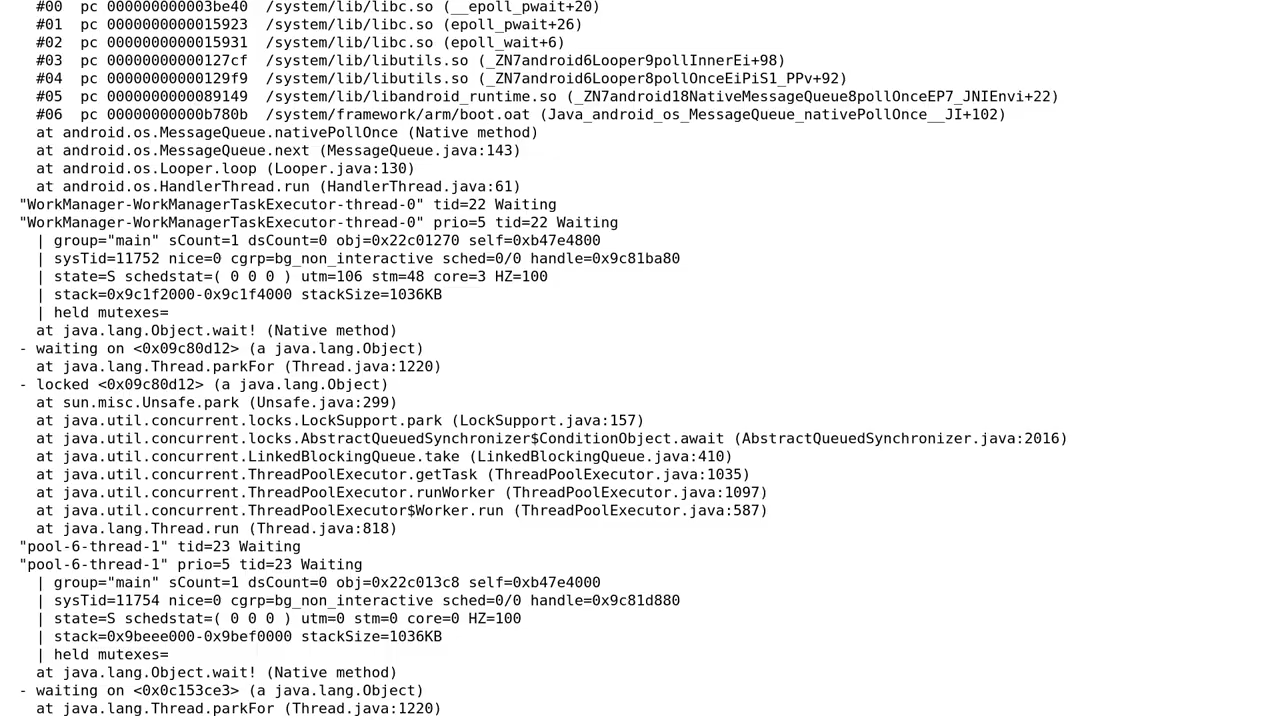 #00  pc 000000000003be40  /system/lib/libc.so (__epoll_pwait+20)
#01  pc 0000000000015923  /system/lib/libc.so (epoll_pwait+26)
#02  pc 0000000000015931  /system/lib/libc.so (epoll_wait+6)
#03  pc 00000000000127cf  /system/lib/libutils.so (_ZN7android6Looper9pollInnerEi+98)
#04  pc 00000000000129f9  /system/lib/libutils.so (_ZN7android6Looper8pollOnceEiPiS1_PPv+92)
#05  pc 0000000000089149  /system/lib/libandroid_runtime.so (_ZN7android18NativeMessageQueue8pollOnceEP7_JNIEnvi+22)
#06  pc 00000000000b780b  /system/framework/arm/boot.oat (Java_android_os_MessageQueue_nativePollOnce__JI+102)
at android.os.MessageQueue.nativePollOnce (Native method)
at android.os.MessageQueue.next (MessageQueue.java:143)
at android.os.Looper.loop (Looper.java:130)
at android.os.HandlerThread.run (HandlerThread.java:61)
"WorkManager-WorkManagerTaskExecutor-thread-0" tid=22 Waiting
"WorkManager-WorkManagerTaskExecutor-thread-0" prio=5 tid=22 Waiting
| group="main" sCount=1 dsCount=0 obj=0x22c01270 self=0xb47e4800
| sysTid=11752 nice=0 cgrp=bg_non_interactive sched=0/0 handle=0x9c81ba80
| state=S schedstat=( 0 0 0 ) utm=106 stm=48 core=3 HZ=100
| stack=0x9c1f2000-0x9c1f4000 stackSize=1036KB
| held mutexes=
at java.lang.Object.wait! (Native method)
- waiting on <0x09c80d12> (a java.lang.Object)
at java.lang.Thread.parkFor (Thread.java:1220)
- locked <0x09c80d12> (a java.lang.Object)
at sun.misc.Unsafe.park (Unsafe.java:299)
at java.util.concurrent.locks.LockSupport.park (LockSupport.java:157)
at java.util.concurrent.locks.AbstractQueuedSynchronizer$ConditionObject.await (AbstractQueuedSynchronizer.java:2016)
at java.util.concurrent.LinkedBlockingQueue.take (LinkedBlockingQueue.java:410)
at java.util.concurrent.ThreadPoolExecutor.getTask (ThreadPoolExecutor.java:1035)
at java.util.concurrent.ThreadPoolExecutor.runWorker (ThreadPoolExecutor.java:1097)
at java.util.concurrent.ThreadPoolExecutor$Worker.run (ThreadPoolExecutor.java:587)
at java.lang.Thread.run (Thread.java:818)
"pool-6-thread-1" tid=23 Waiting
"pool-6-thread-1" prio=5 tid=23 Waiting
| group="main" sCount=1 dsCount=0 obj=0x22c013c8 self=0xb47e4000
| sysTid=11754 nice=0 cgrp=bg_non_interactive sched=0/0 handle=0x9c81d880
| state=S schedstat=( 0 0 0 ) utm=0 stm=0 core=0 HZ=100
| stack=0x9beee000-0x9bef0000 stackSize=1036KB
| held mutexes=
at java.lang.Object.wait! (Native method)
- waiting on <0x0c153ce3> (a java.lang.Object)
at java.lang.Thread.parkFor (Thread.java:1220)